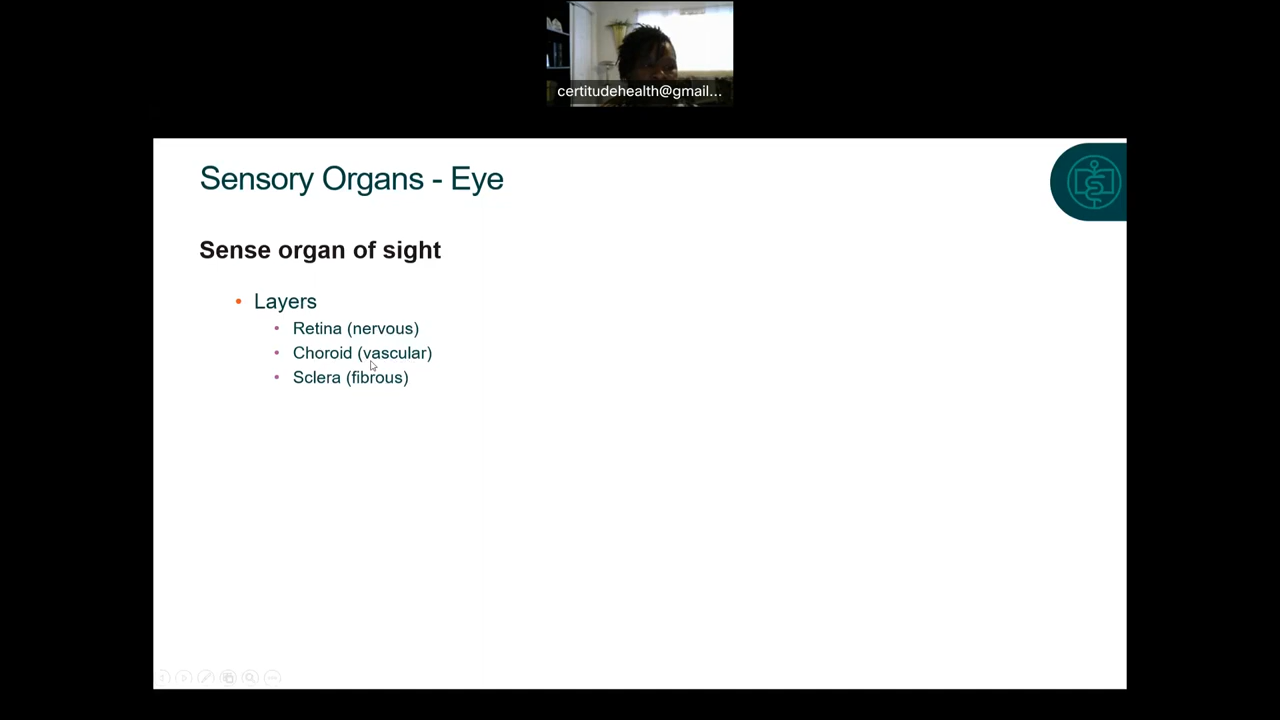 certitudehealth@gmail...
Sensory Organs - Eye
Sense organ of sight
• Layers
• Retina (nervous)
• Choroid (vascular)
• Sclera (fibrous)